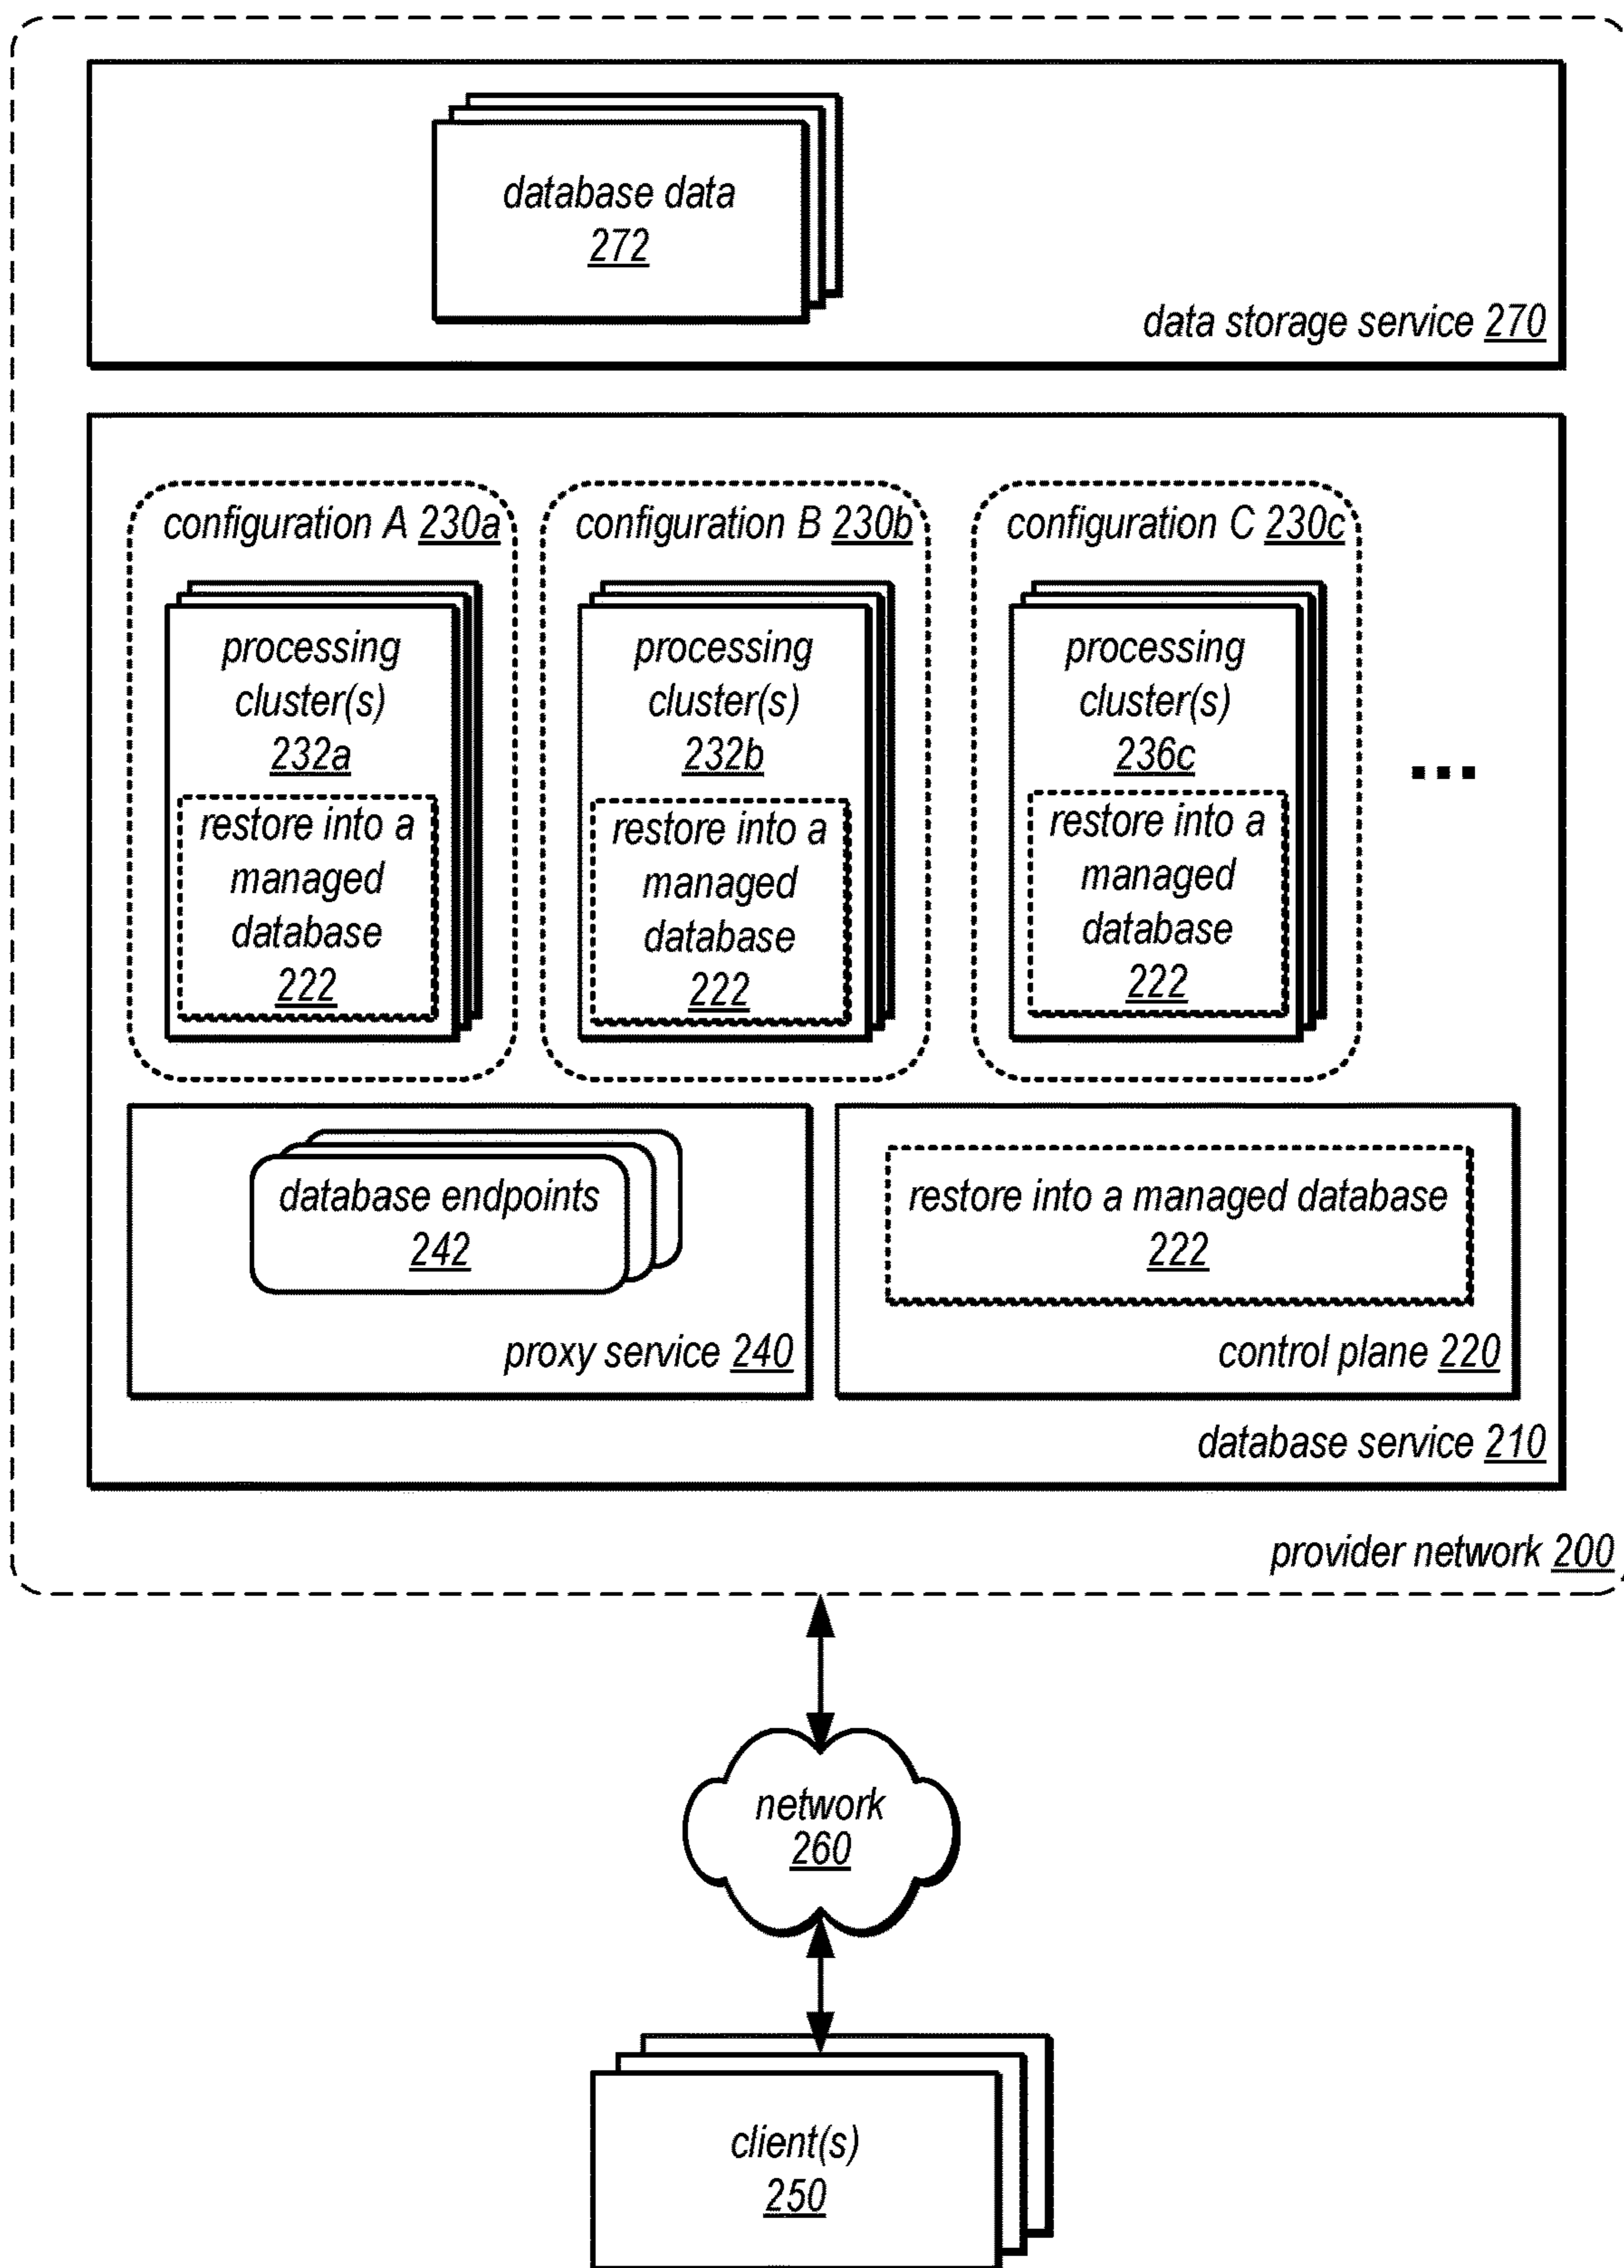 database data
272
data storage service 270
configuration A 230a
processing
cluster(s)
232a
restore into a
managed
database
222
configuration B 230b
processing
cluster(s)
232b
restore into a
managed
database
222
configuration C 230c
processing
cluster(s)
236c
restore into a
managed
database
222
...
database endpoints
242
proxy service 240
restore into a managed database
222
control plane 220
database service 210
provider network 200
network
260
client(s)
250